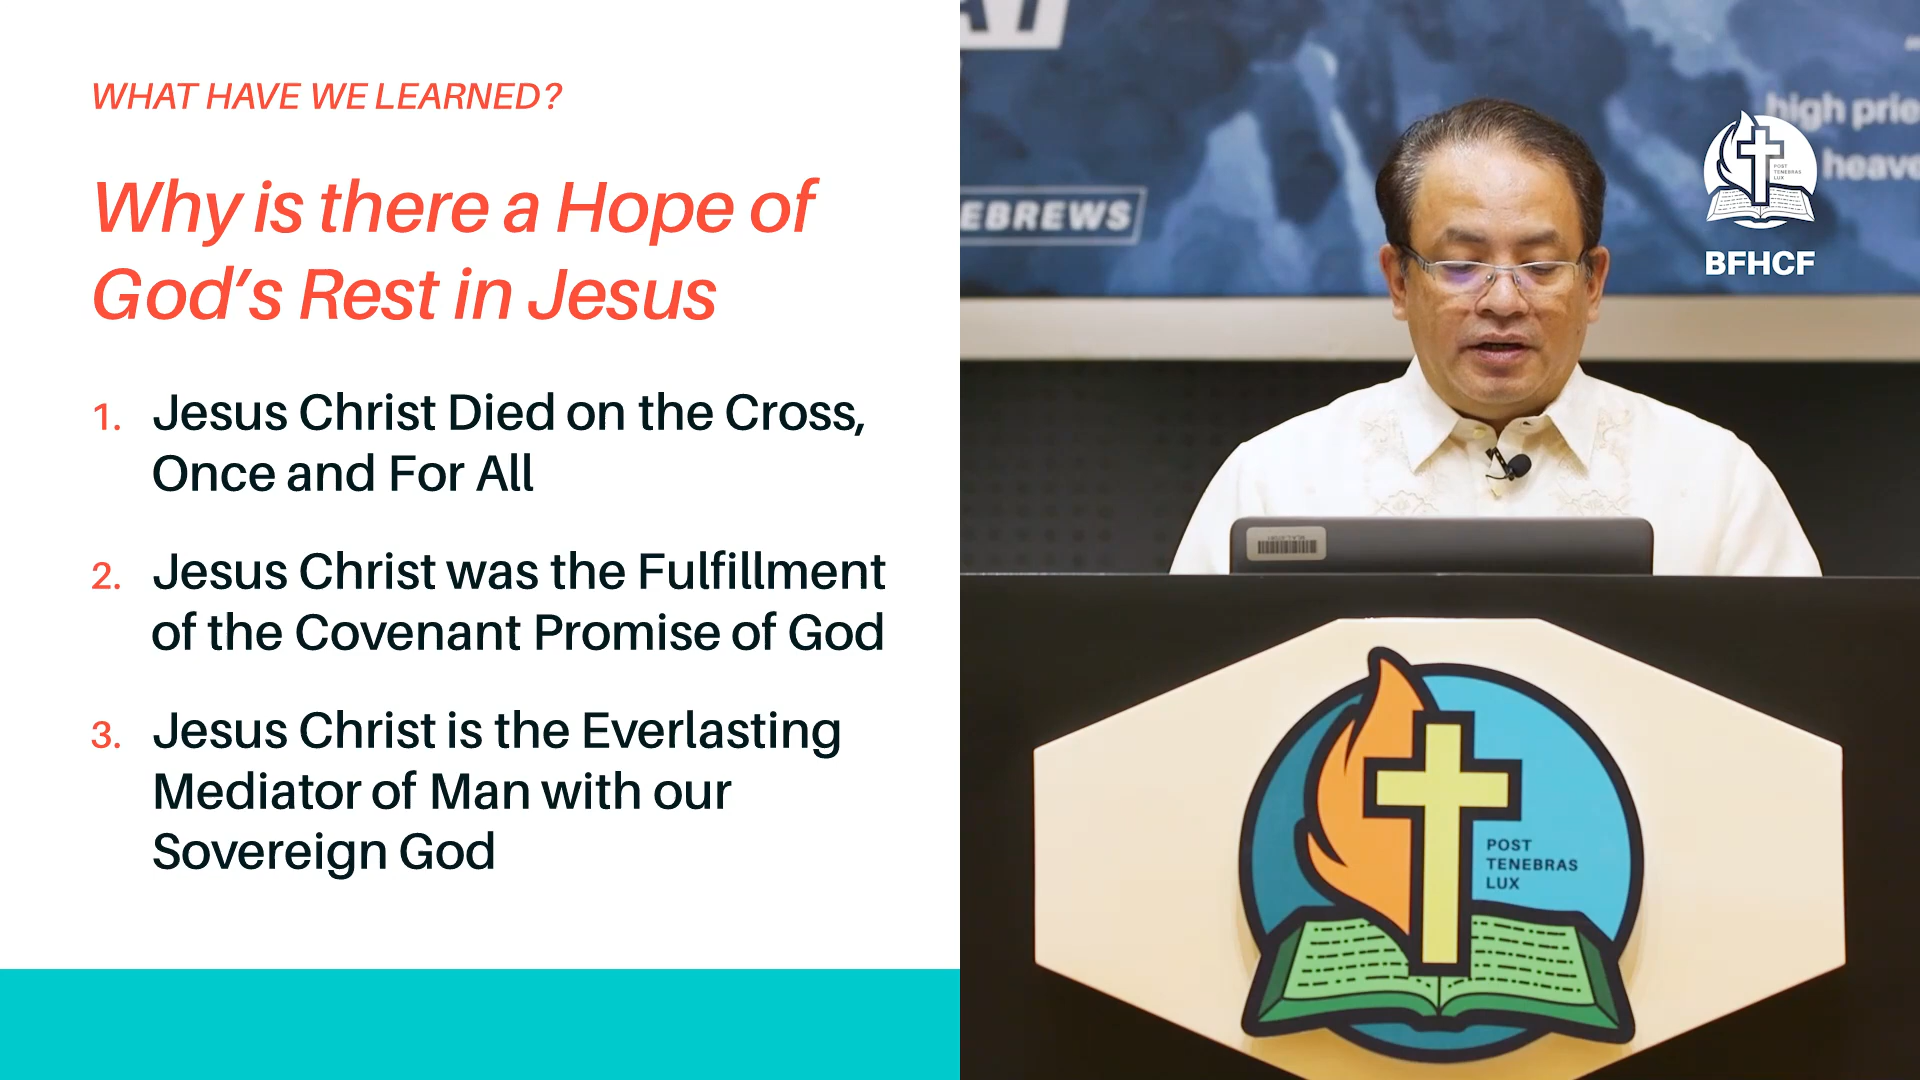 WHAT HAVE WE LEARNED?
Why is there a Hope of
God’s Rest in Jesus
1. Jesus Christ Died on the Cross,
Once and For All
2. Jesus Christ was the Fulfillment
of the Covenant Promise of God
3. Jesus Christ is the Everlasting
Mediator of Man with our
Sovereign God
EBREWS
high prie
heave
POST
TENEBRAS
LUX
BFHCF
POST
TENEBRAS
LUX